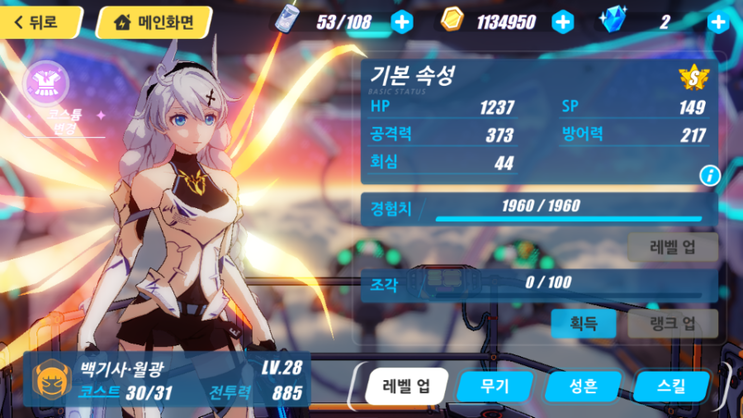 뒤로
메인화면
53/108
1134950
2
코스튬
변경
기본 속성
BASIC STATUS
S
HP 1237
SP 149
공격력 373
방어력 217
회심 44
경험치 1960 / 1960
레벨 업
조각 0 / 100
획득
랭크 업
백기사·월광 LV.28
코스트 30/31 전투력 885
레벨 업
무기
성흔
스킬